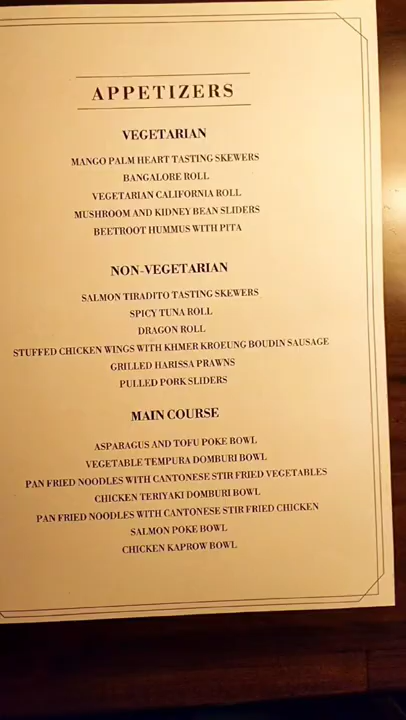 APPETIZERS
VEGETARIAN
MANGO PALM HEART TASTING SKEWERS
BANGALORE ROLL
VEGETARIAN CALIFORNIA ROLL
MUSHROOM AND KIDNEY BEAN SLIDERS
BEETROOT HUMMUS WITH PITA
NON-VEGETARIAN
SALMON TIRADITO TASTING SKEWERS
SPICY TUNA ROLL
DRAGON ROLL
STUFFED CHICKEN WINGS WITH KHMER KROEUNG BOUDIN SAUSAGE
GRILLED HARISSA PRAWNS
PULLED PORK SLIDERS
MAIN COURSE
ASPARAGUS AND TOFU POKE BOWL
VEGETABLE TEMPURA DOMBURI BOWL
PAN FRIED NOODLES WITH CANTONESE STIR FRIED VEGETABLES
CHICKEN TERIYAKI DOMBURI BOWL
PAN FRIED NOODLES WITH CANTONESE STIR FRIED CHICKEN
SALMON POKE BOWL
CHICKEN KAPROW BOWL